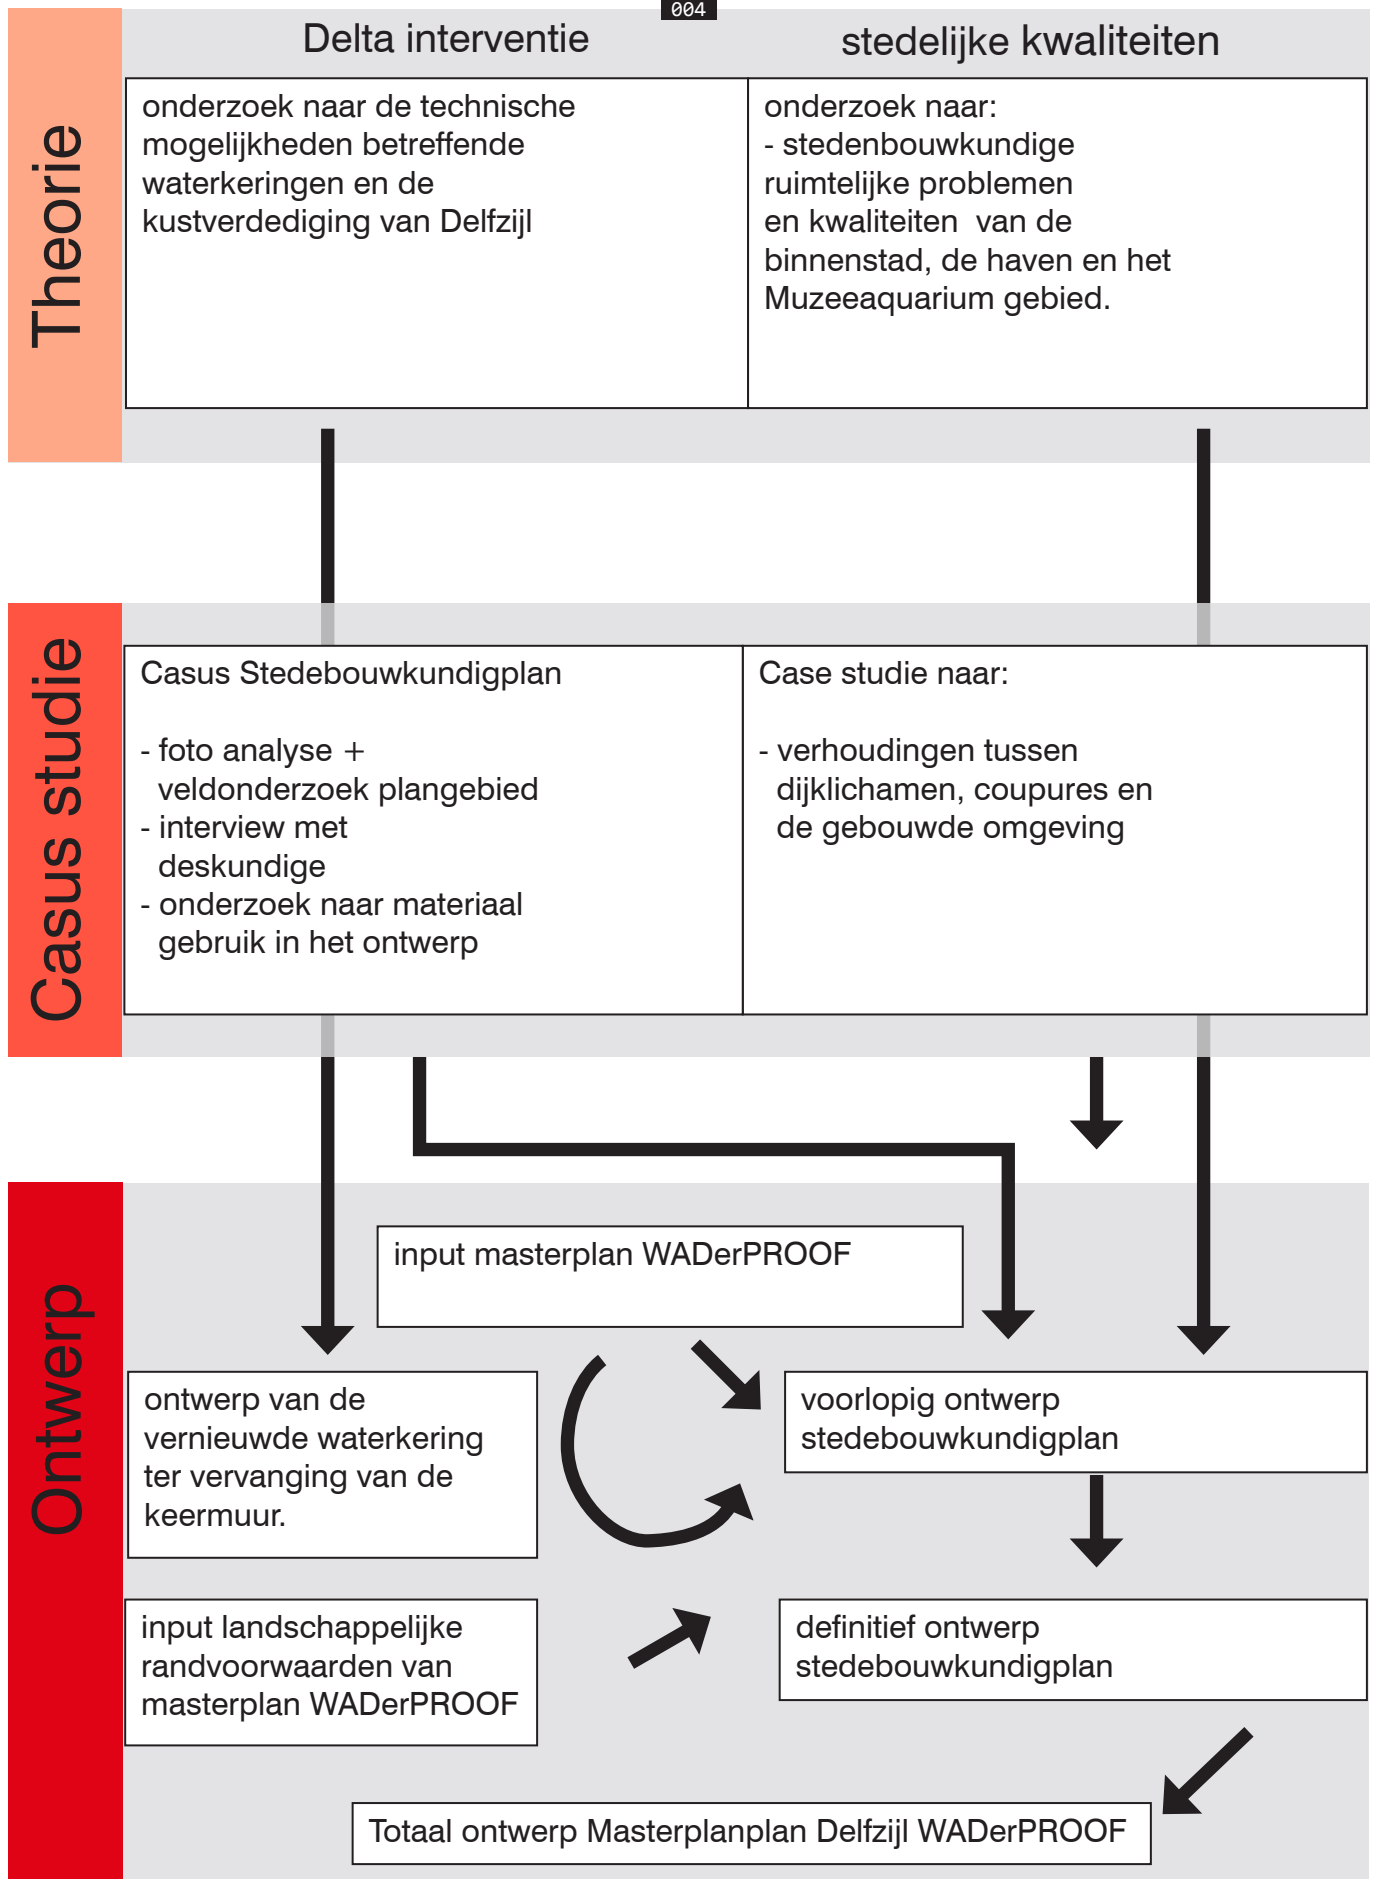 004
Delta interventie
stedelijke kwaliteiten
Theorie
onderzoek naar de technische
mogelijkheden betreffende
waterkeringen en de
kustverdediging van Delfzijl
onderzoek naar:
- stedenbouwkundige
ruimtelijke problemen
en kwaliteiten van de
binnenstad, de haven en het
Muzeeaquarium gebied.
Casus studie
Casus Stedebouwkundigplan
- foto analyse +
veldonderzoek plangebied
- interview met
deskundige
- onderzoek naar materiaal
gebruik in het ontwerp
Case studie naar:
- verhoudingen tussen
dijklichamen, coupures en
de gebouwde omgeving
Ontwerp
input masterplan WADerPROOF
ontwerp van de
vernieuwde waterkering
ter vervanging van de
keermuur.
voorlopig ontwerp
stedebouwkundigplan
input landschappelijke
randvoorwaarden van
masterplan WADerPROOF
definitief ontwerp
stedebouwkundigplan
Totaal ontwerp Masterplanplan Delfzijl WADerPROOF